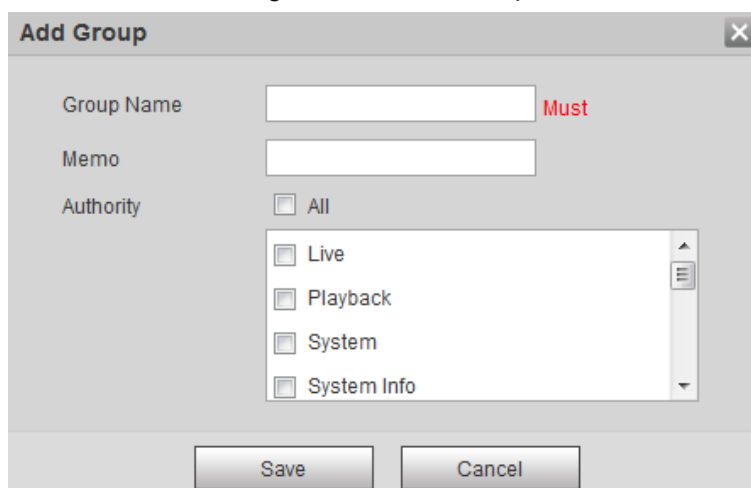 Add Group
Group Name Must
Memo
Authority All
Live
Playback
System
System Info
Save Cancel